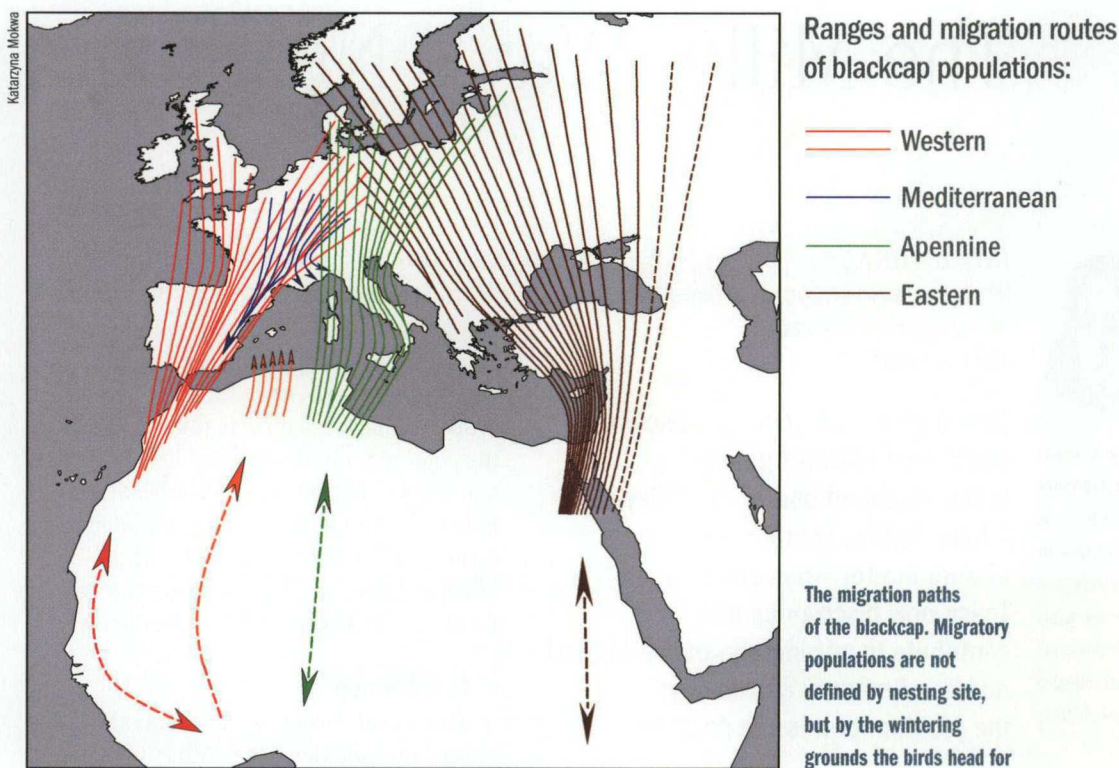 Katarzyna Mokwa
Ranges and migration routes
of blackcap populations:
Western
Mediterranean
Apennine
Eastern
The migration paths
of the blackcap. Migratory
populations are not
defined by nesting site,
but by the wintering
grounds the birds head for